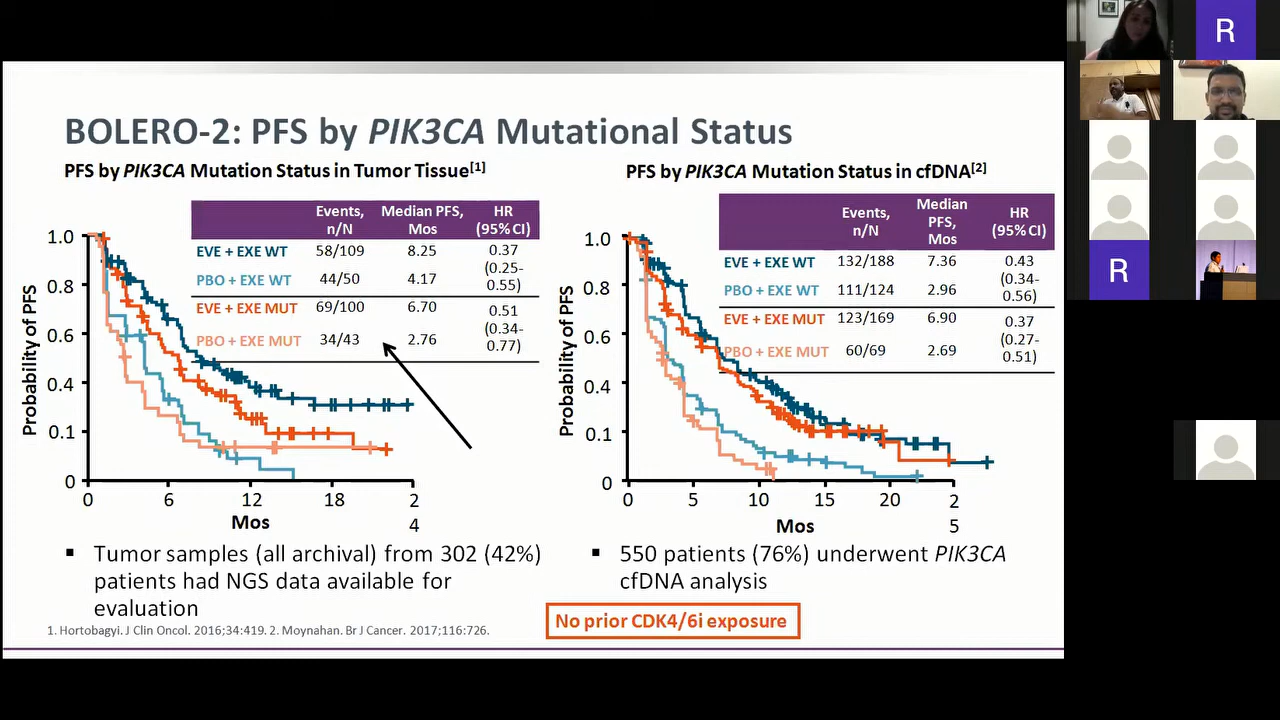 BOLERO-2: PFS by PIK3CA Mutational Status
PFS by PIK3CA Mutation Status in Tumor Tissue[1]
Events, n/N
Median PFS, Mos
HR (95% CI)
EVE + EXE WT 58/109 8.25 0.37 (0.25-0.55)
PBO + EXE WT 44/50 4.17
EVE + EXE MUT 69/100 6.70 0.51 (0.34-0.77)
PBO + EXE MUT 34/43 2.76
Probability of PFS
1.0
0.8
0.6
0.4
0.1
0
0 6 12 18 2
4
Mos
Tumor samples (all archival) from 302 (42%)
patients had NGS data available for
evaluation
PFS by PIK3CA Mutation Status in cfDNA[2]
Events, n/N
Median PFS, Mos
HR (95% CI)
EVE + EXE WT 132/188 7.36 0.43 (0.34-0.56)
PBO + EXE WT 111/124 2.96
EVE + EXE MUT 123/169 6.90 0.37 (0.27-0.51)
PBO + EXE MUT 60/69 2.69
Probability of PFS
1.0
0.8
0.6
0.4
0.1
0
0 5 10 15 20 2
5
Mos
550 patients (76%) underwent PIK3CA
cfDNA analysis
No prior CDK4/6i exposure
1. Hortobagyi. J Clin Oncol. 2016;34:419. 2. Moynahan. Br J Cancer. 2017;116:726.
R
R